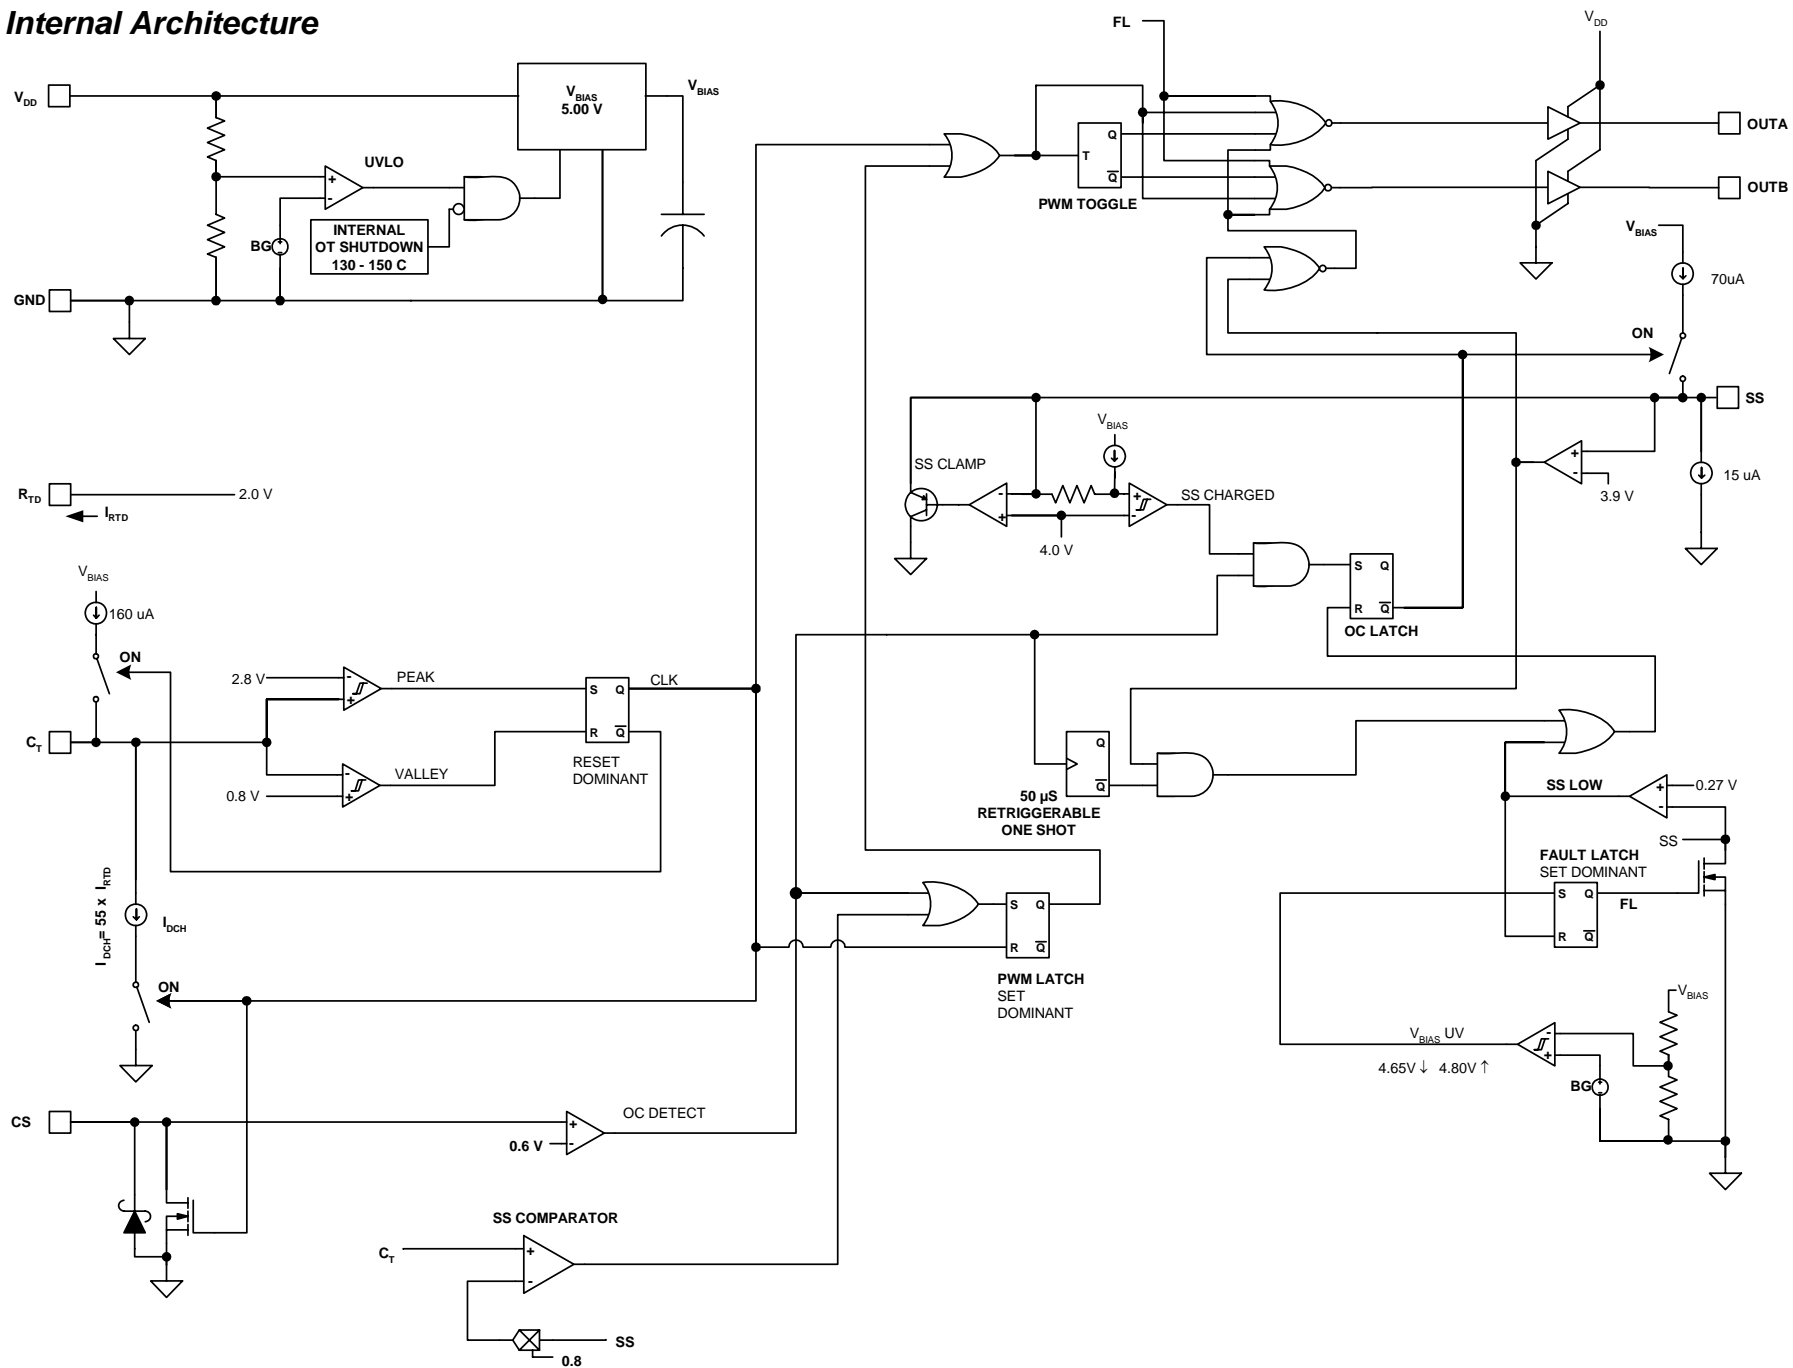 Internal Architecture
FL
VDD
VDD
VBIAS
5.00 V
VBIAS
OUTA
Q
T
Q
PWM TOGGLE
OUTB
UVLO
+
-
BG
INTERNAL
OT SHUTDOWN
130 - 150 C
GND
VBIAS
70uA
ON
SS
VBIAS
SS CLAMP
-
+
+
-
SS CHARGED
4.0 V
+
-
3.9 V
15 uA
RTD
2.0 V
IRTD
S Q
R Q
OC LATCH
VBIAS
160 uA
ON
2.8 V
-
+
PEAK
S Q
R Q
CLK
RESET
DOMINANT
CT
-
+
VALLEY
0.8 V
Q
Q
50 µS
RETRIGGERABLE
ONE SHOT
SS LOW
+
-
0.27 V
SS
FAULT LATCH
SET DOMINANT
S Q
R Q
FL
IDCH= 55 x IRTD
IDCH
ON
S Q
R Q
PWM LATCH
SET
DOMINANT
VBIAS
VBIAS UV
4.65V ↓ 4.80V ↑
-
+
BG
CS
+
-
0.6 V
OC DETECT
SS COMPARATOR
CT
+
-
SS
0.8